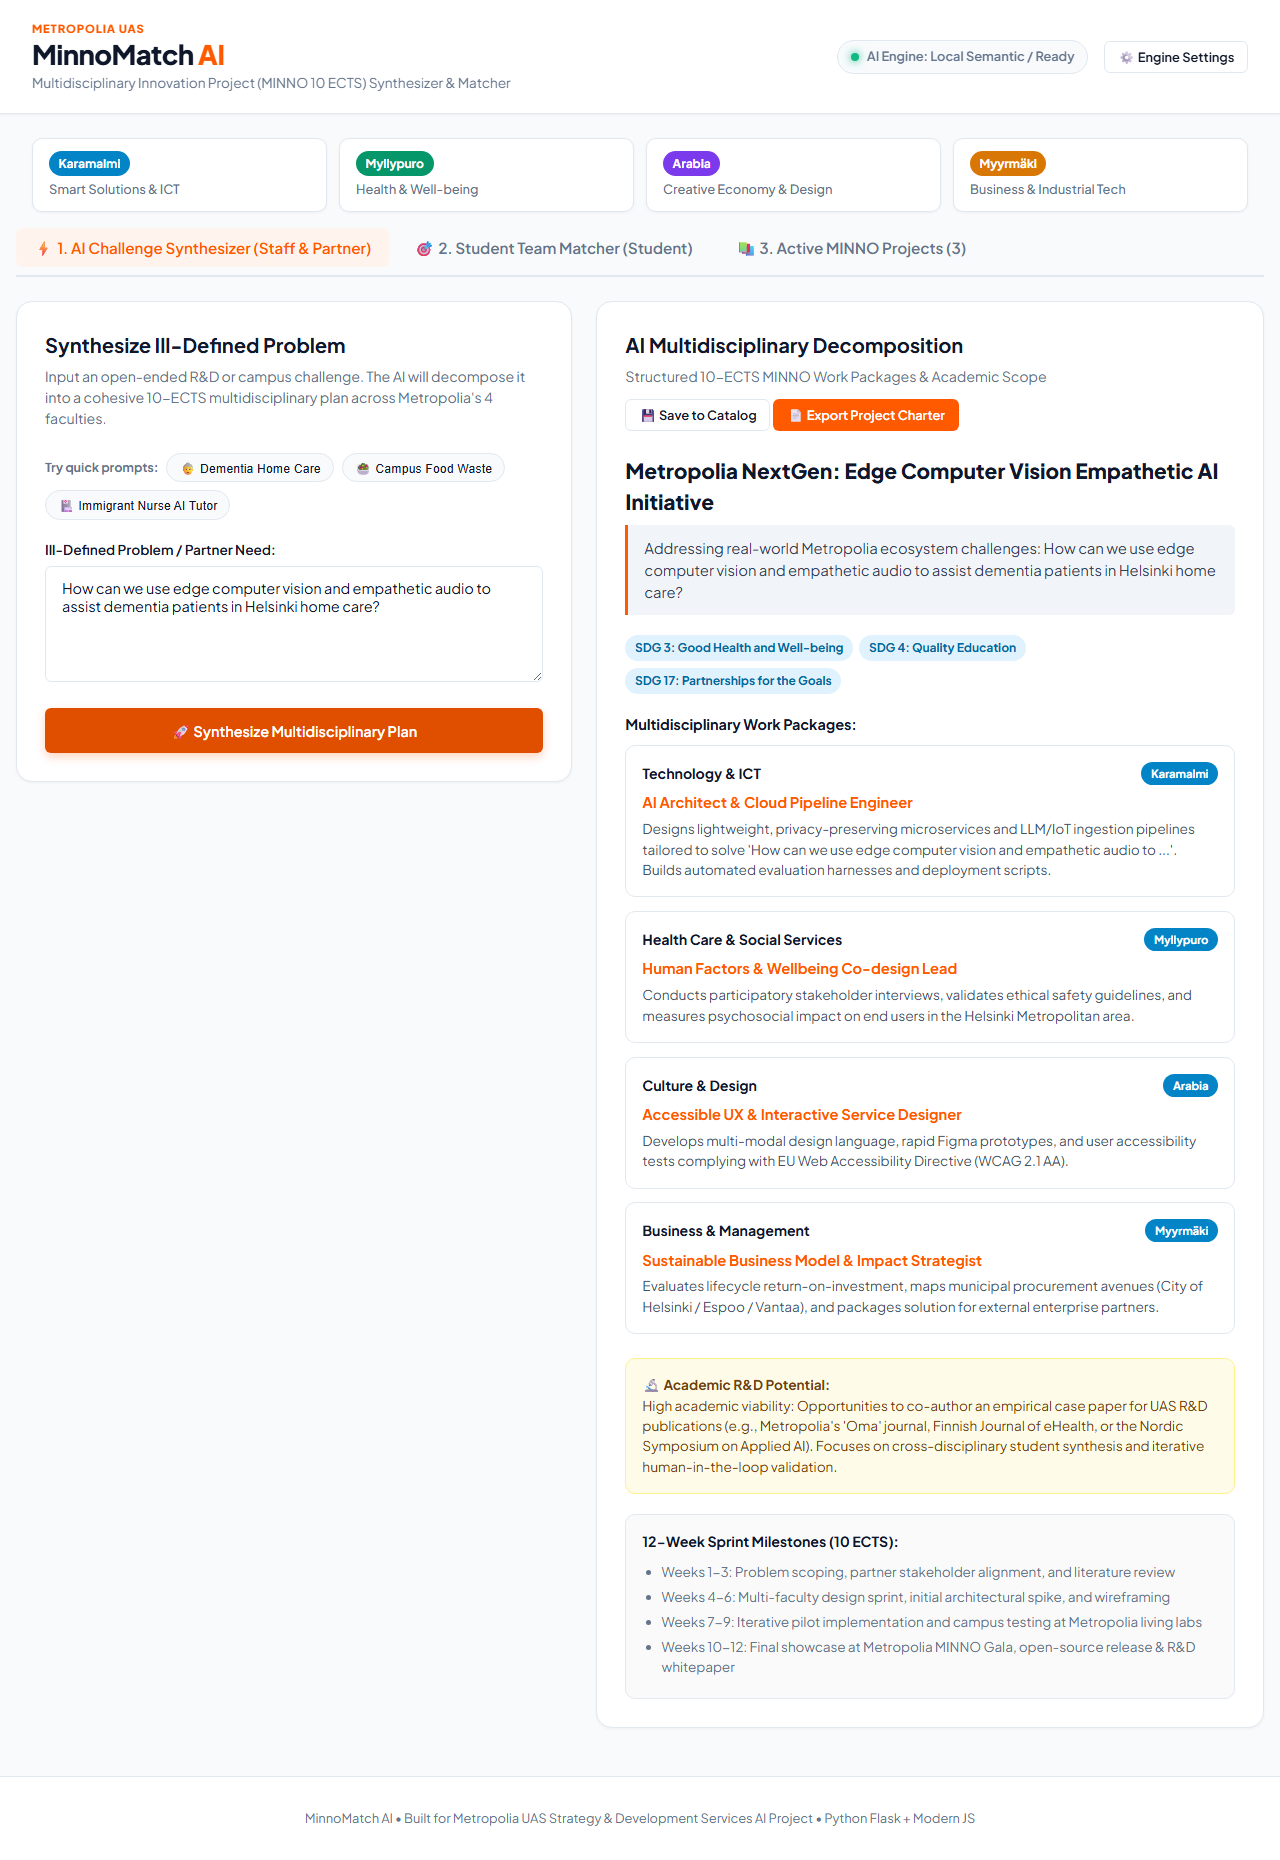 METROPOLIA UAS
MinnoMatch AI
Multidisciplinary Innovation Project (MINNO 10 ECTS) Synthesizer & Matcher
AI Engine: Local Semantic / Ready
Engine Settings
Karamalmi
Smart Solutions & ICT
Myllypuro
Health & Well-being
Arabia
Creative Economy & Design
Myyrmäki
Business & Industrial Tech
1. AI Challenge Synthesizer (Staff & Partner)
2. Student Team Matcher (Student)
3. Active MINNO Projects (3)
Synthesize Ill-Defined Problem
Input an open-ended R&D or campus challenge. The AI will decompose it
into a cohesive 10-ECTS multidisciplinary plan across Metropolia's 4
faculties.
Try quick prompts:
Dementia Home Care
Campus Food Waste
Immigrant Nurse AI Tutor
Ill-Defined Problem / Partner Need:
How can we use edge computer vision and empathetic audio to
assist dementia patients in Helsinki home care?
Synthesize Multidisciplinary Plan
AI Multidisciplinary Decomposition
Structured 10-ECTS MINNO Work Packages & Academic Scope
Save to Catalog
Export Project Charter
Metropolia NextGen: Edge Computer Vision Empathetic AI
Initiative
Addressing real-world Metropolia ecosystem challenges: How can we use edge
computer vision and empathetic audio to assist dementia patients in Helsinki home
care?
SDG 3: Good Health and Well-being
SDG 4: Quality Education
SDG 17: Partnerships for the Goals
Multidisciplinary Work Packages:
Technology & ICT
Karamalmi
AI Architect & Cloud Pipeline Engineer
Designs lightweight, privacy-preserving microservices and LLM/IoT ingestion pipelines
tailored to solve 'How can we use edge computer vision and empathetic audio to ...'.
Builds automated evaluation harnesses and deployment scripts.
Health Care & Social Services
Myllypuro
Human Factors & Wellbeing Co-design Lead
Conducts participatory stakeholder interviews, validates ethical safety guidelines, and
measures psychosocial impact on end users in the Helsinki Metropolitan area.
Culture & Design
Arabia
Accessible UX & Interactive Service Designer
Develops multi-modal design language, rapid Figma prototypes, and user accessibility
tests complying with EU Web Accessibility Directive (WCAG 2.1 AA).
Business & Management
Myyrmäki
Sustainable Business Model & Impact Strategist
Evaluates lifecycle return-on-investment, maps municipal procurement avenues (City of
Helsinki / Espoo / Vantaa), and packages solution for external enterprise partners.
Academic R&D Potential:
High academic viability: Opportunities to co-author an empirical case paper for UAS R&D
publications (e.g., Metropolia's 'Oma' journal, Finnish Journal of eHealth, or the Nordic
Symposium on Applied AI). Focuses on cross-disciplinary student synthesis and iterative
human-in-the-loop validation.
12-Week Sprint Milestones (10 ECTS):
• Weeks 1-3: Problem scoping, partner stakeholder alignment, and literature review
• Weeks 4-6: Multi-faculty design sprint, initial architectural spike, and wireframing
• Weeks 7-9: Iterative pilot implementation and campus testing at Metropolia living labs
• Weeks 10-12: Final showcase at Metropolia MINNO Gala, open-source release & R&D
whitepaper
MinnoMatch AI • Built for Metropolia UAS Strategy & Development Services AI Project • Python Flask + Modern JS